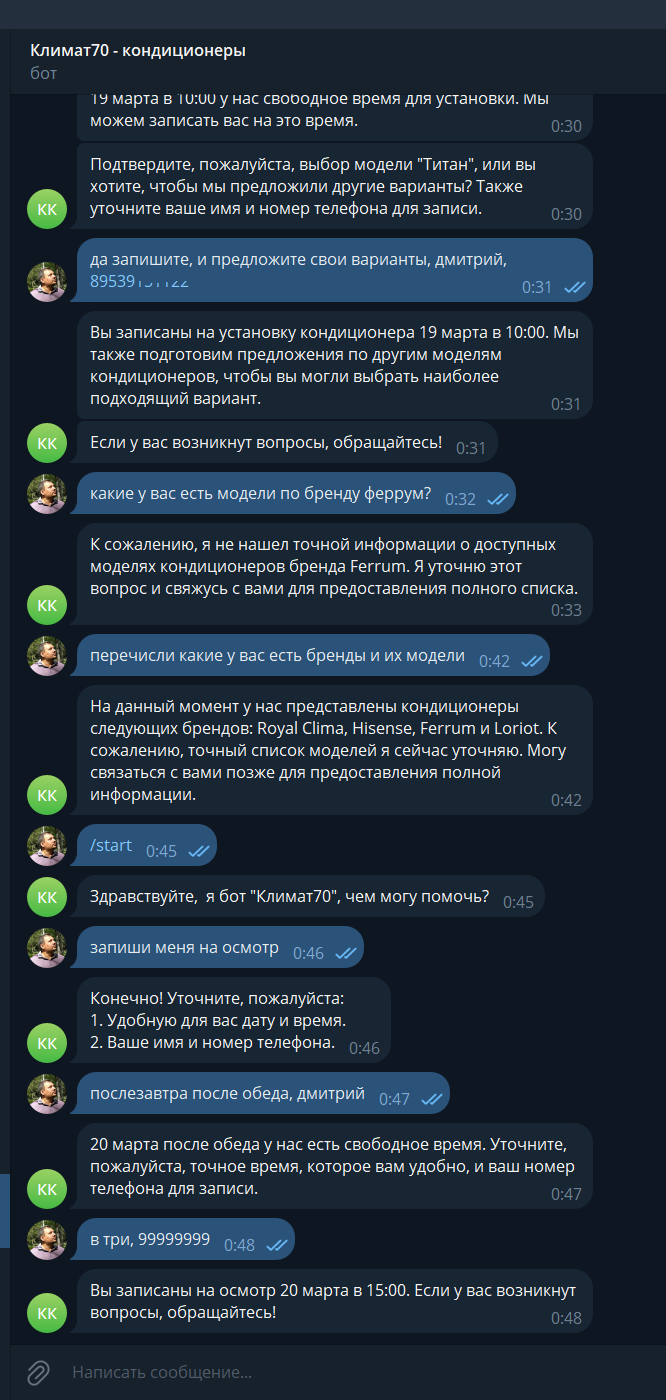 Климат70 - кондиционеры
бот
19 марта в 10:00 у нас свободное время для установки. Мы
можем записать вас на это время.
0:30
Подтвердите, пожалуйста, выбор модели "Титан", или вы
хотите, чтобы мы предложили другие варианты? Также
уточните ваше имя и номер телефона для записи.
0:30
КК
да запишите, и предложите свои варианты, дмитрий,
89539
0:31
Вы записаны на установку кондиционера 19 марта в 10:00. Мы
также подготовим предложения по другим моделям
кондиционеров, чтобы вы могли выбрать наиболее
подходящий вариант.
0:31
КК
Если у вас возникнут вопросы, обращайтесь! 0:31
какие у вас есть модели по бренду феррум? 0:32
К сожалению, я не нашел точной информации о доступных
моделях кондиционеров бренда Ferrum. Я уточню этот
вопрос и свяжусь с вами для предоставления полного списка.
КК
0:33
перечисли какие у вас есть бренды и их модели 0:42
На данный момент у нас представлены кондиционеры
следующих брендов: Royal Clima, Hisense, Ferrum и Loriot. К
сожалению, точный список моделей я сейчас уточняю. Могу
связаться с вами позже для предоставления полной
информации.
КК
0:42
/start 0:45
КК
Здравствуйте,  я бот "Климат70", чем могу помочь? 0:45
запиши меня на осмотр 0:46
Конечно! Уточните, пожалуйста:
1. Удобную для вас дату и время.
2. Ваше имя и номер телефона. 0:46
КК
послезавтра после обеда, дмитрий 0:47
20 марта после обеда у нас есть свободное время. Уточните,
пожалуйста, точное время, которое вам удобно, и ваш номер
телефона для записи.
КК
0:47
в три, 99999999 0:48
Вы записаны на осмотр 20 марта в 15:00. Если у вас возникнут
вопросы, обращайтесь!
КК
0:48
Написать сообщение...